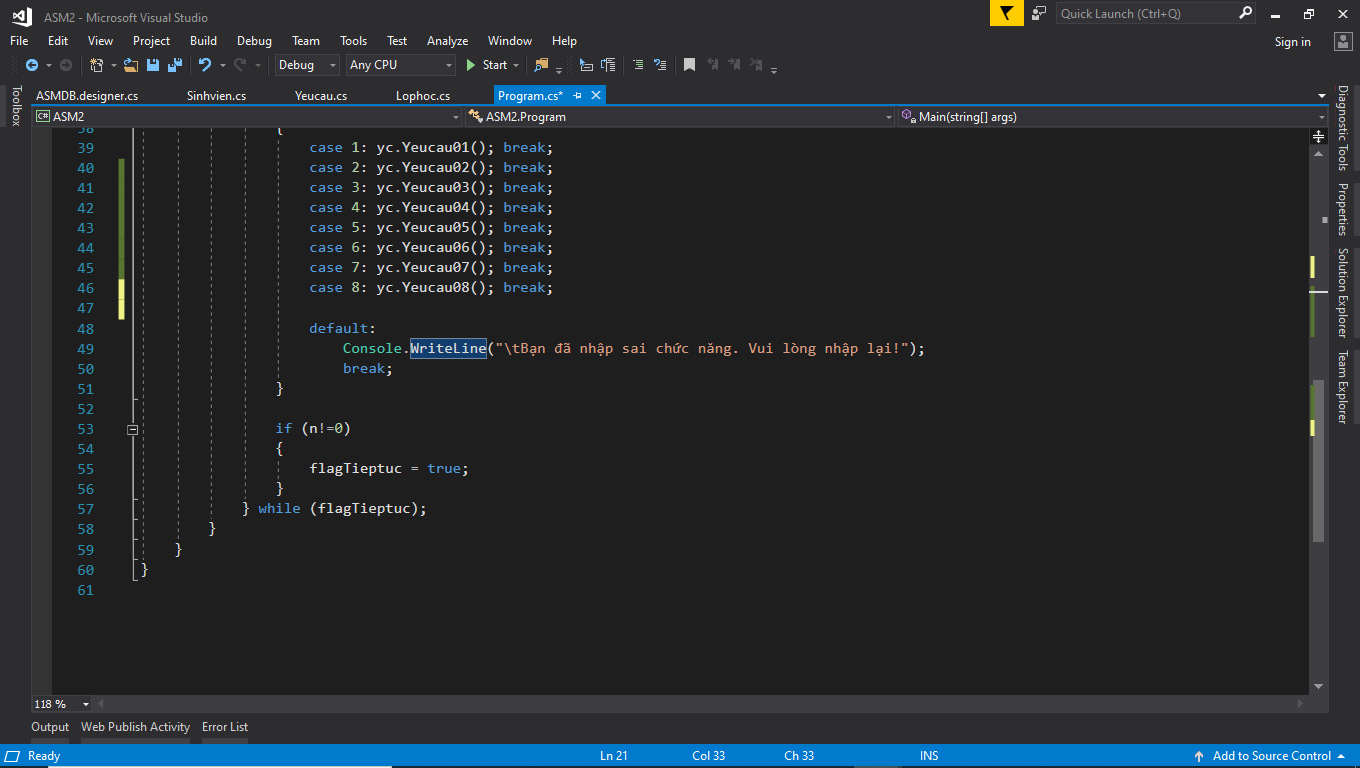 ASM2 - Microsoft Visual Studio
Quick Launch (Ctrl+Q)
File Edit View Project Build Debug Team Tools Test Analyze Window Help
Sign in
Debug Any CPU Start
Toolbox
ASMDB.designer.cs Sinhvien.cs Yeucau.cs Lophoc.cs Program.cs*
ASM2 ASM2.Program Main(string[] args)
38 {
39 case 1: yc.Yeucau01(); break;
40 case 2: yc.Yeucau02(); break;
41 case 3: yc.Yeucau03(); break;
42 case 4: yc.Yeucau04(); break;
43 case 5: yc.Yeucau05(); break;
44 case 6: yc.Yeucau06(); break;
45 case 7: yc.Yeucau07(); break;
46 case 8: yc.Yeucau08(); break;
47
48 default:
49 Console.WriteLine("\tBạn đã nhập sai chức năng. Vui lòng nhập lại!");
50 break;
51 }
52
53 if (n!=0)
54 {
55 flagTieptuc = true;
56 }
57 } while (flagTieptuc);
58 }
59 }
60 }
61
Diagnostic Tools
Properties
Solution Explorer
Team Explorer
118 %
Output Web Publish Activity Error List
Ready Ln 21 Col 33 Ch 33 INS Add to Source Control